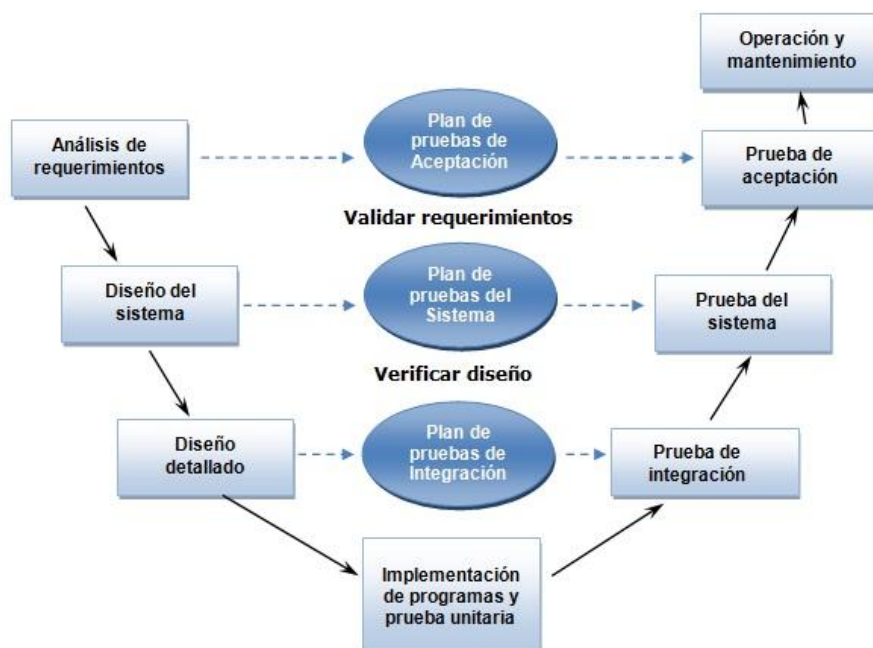 Operación y
mantenimiento
Análisis de
requerimientos
Plan de
pruebas de
Aceptación
Prueba de
aceptación
Validar requerimientos
Diseño del
sistema
Plan de
pruebas del
Sistema
Prueba del
sistema
Verificar diseño
Diseño
detallado
Plan de
pruebas de
Integración
Prueba de
integración
Implementación
de programas y
prueba unitaria